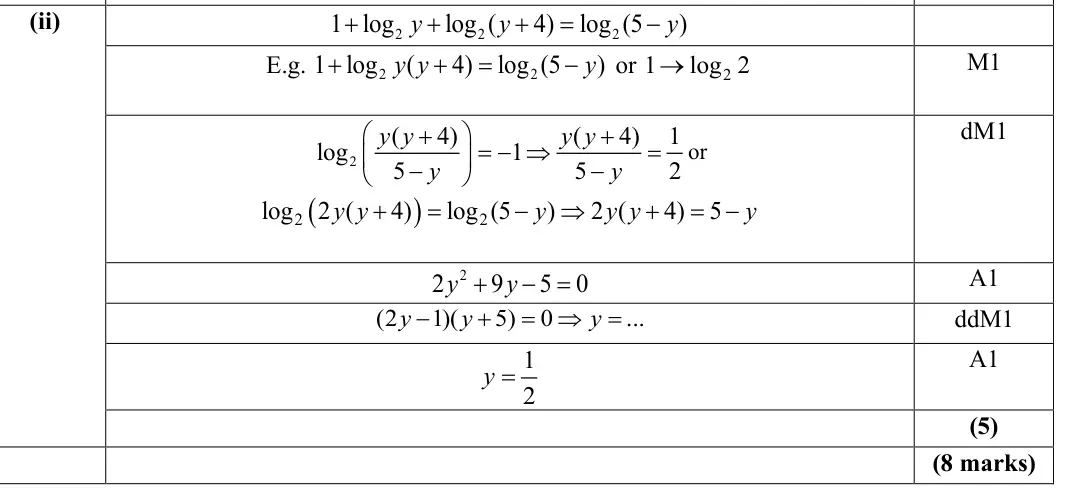 (ii) 1+log₂ y+log₂(y+4)=log₂(5−y)
E.g. 1+log₂ y(y+4)=log₂(5−y) or 1→log₂ 2 M1
log₂(y(y+4)/(5−y))=−1⇒y(y+4)/(5−y)=1/2 or dM1
log₂(2y(y+4))=log₂(5−y)⇒2y(y+4)=5−y
2y²+9y−5=0 A1
(2y−1)(y+5)=0⇒y=... ddM1
y=1/2 A1
(5)
(8 marks)